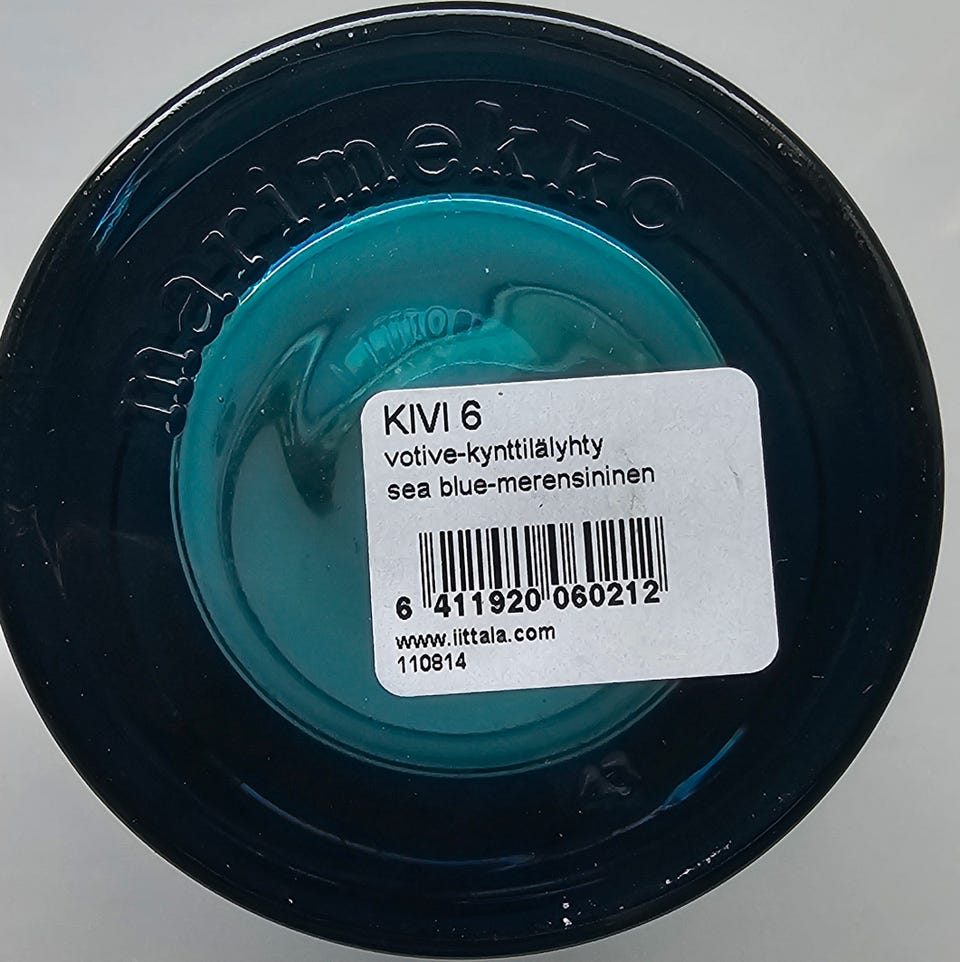 marimekko
KIVI 6
votive-kynttilälyhty
sea blue-merensininen
6 411920 060212
www.iittala.com
110814